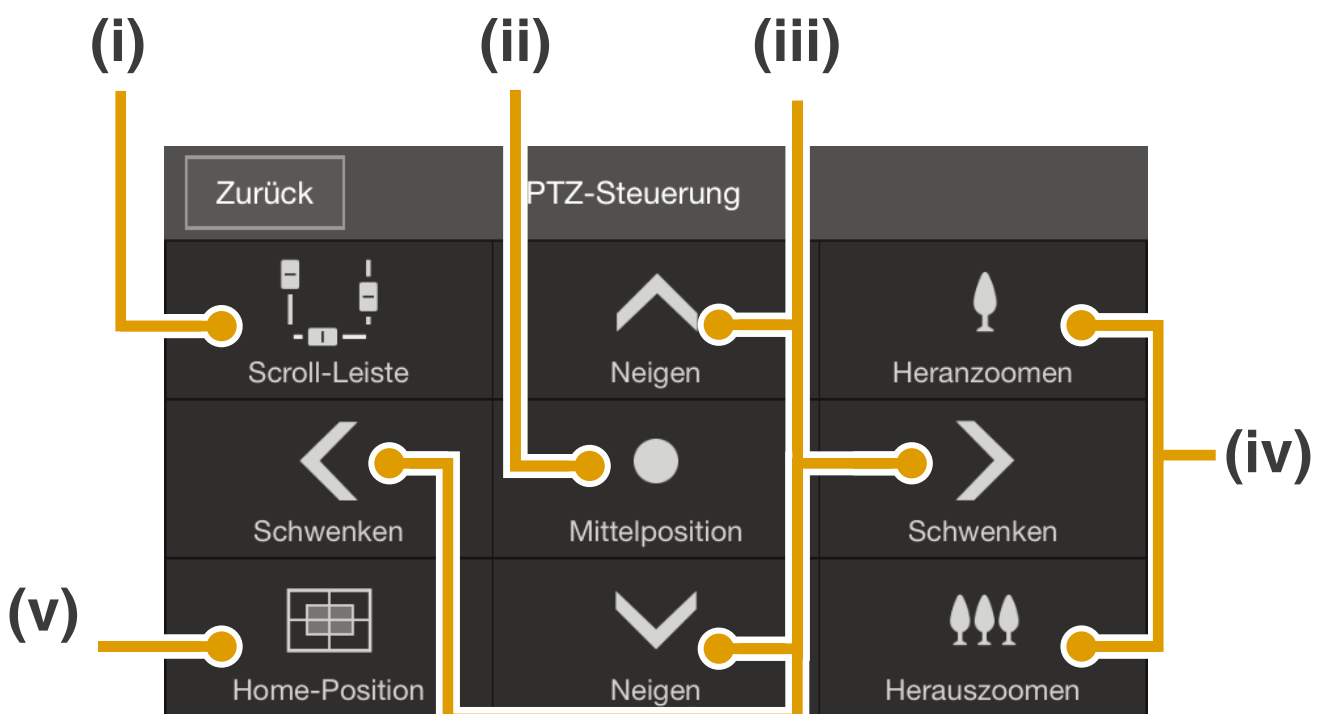 (i) (ii) (iii)
Zurück PTZ-Steuerung
Scroll-Leiste Neigen Heranzoomen
(iv)
Schwenken Mittelposition Schwenken
(v)
Home-Position Neigen Herauszoomen